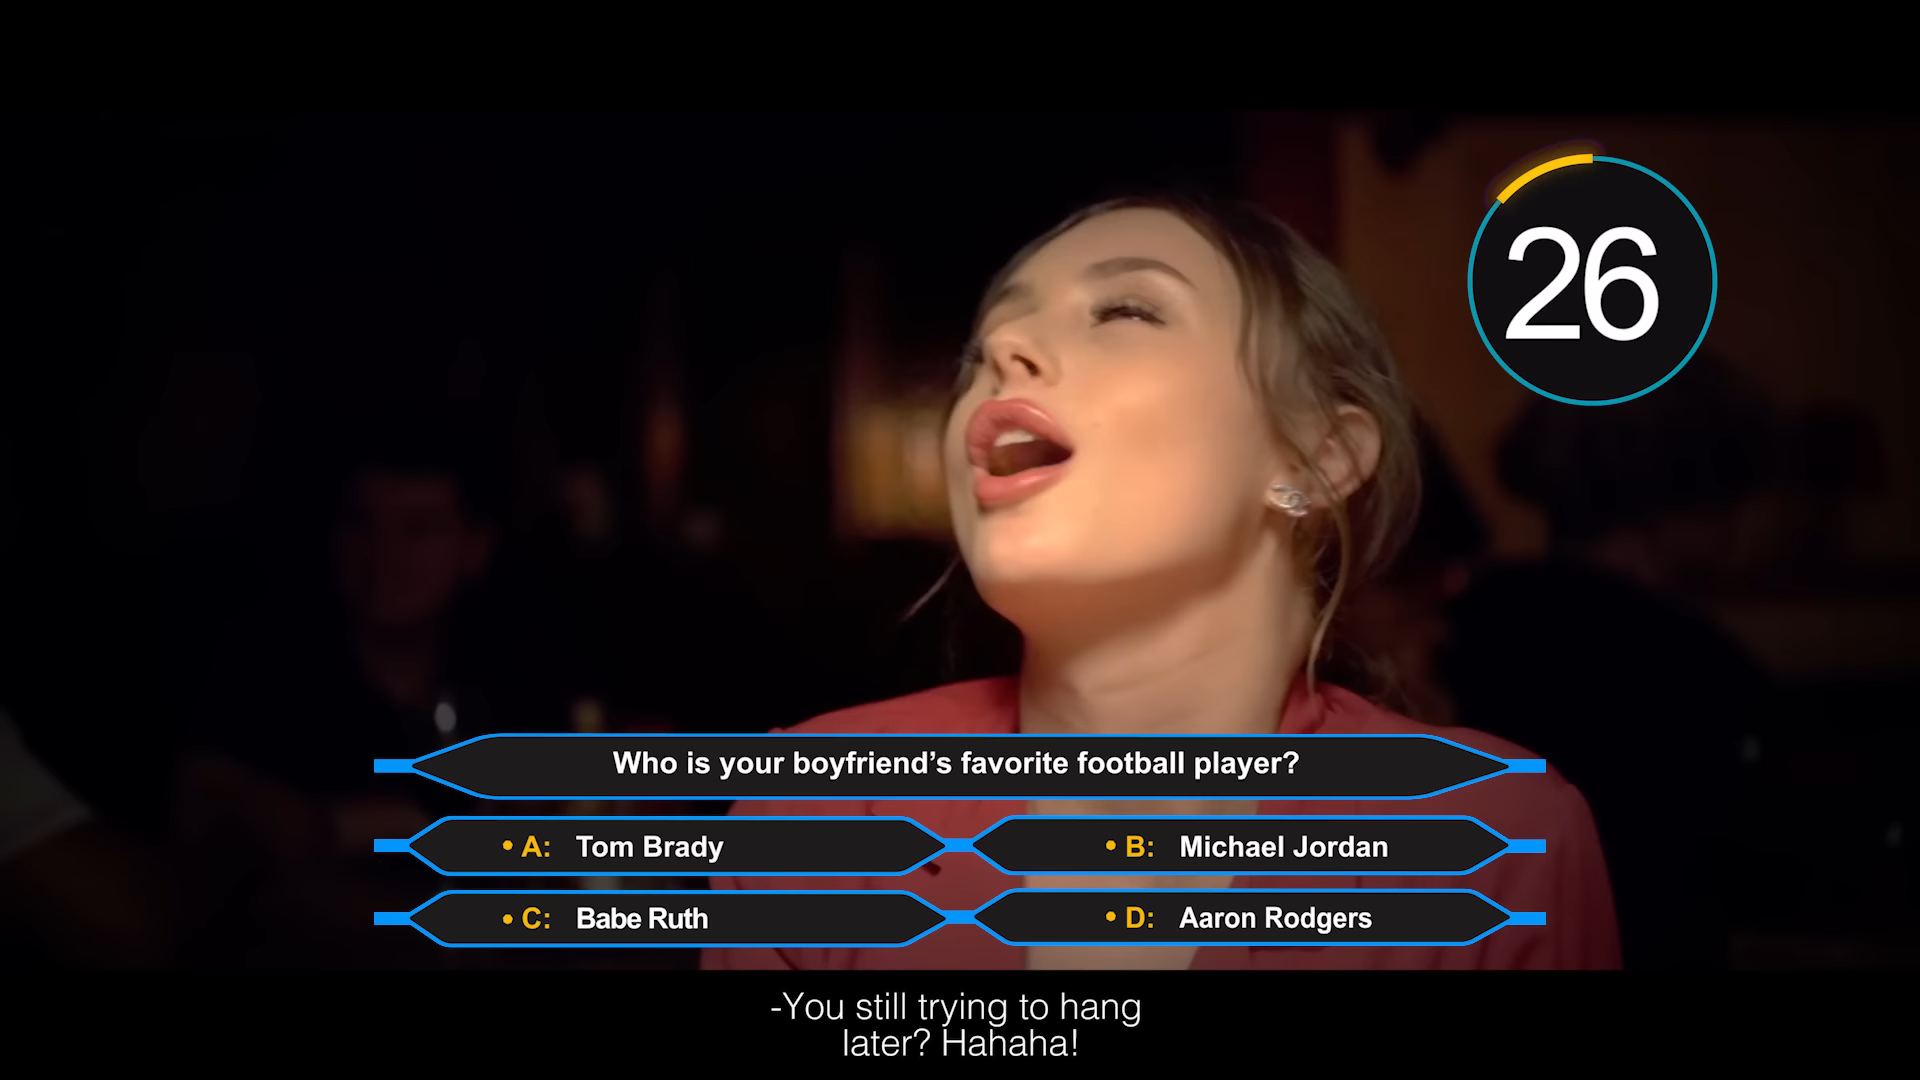 26
Who is your boyfriend’s favorite football player?
• A: Tom Brady
• B: Michael Jordan
• C: Babe Ruth
• D: Aaron Rodgers
-You still trying to hang
later? Hahaha!